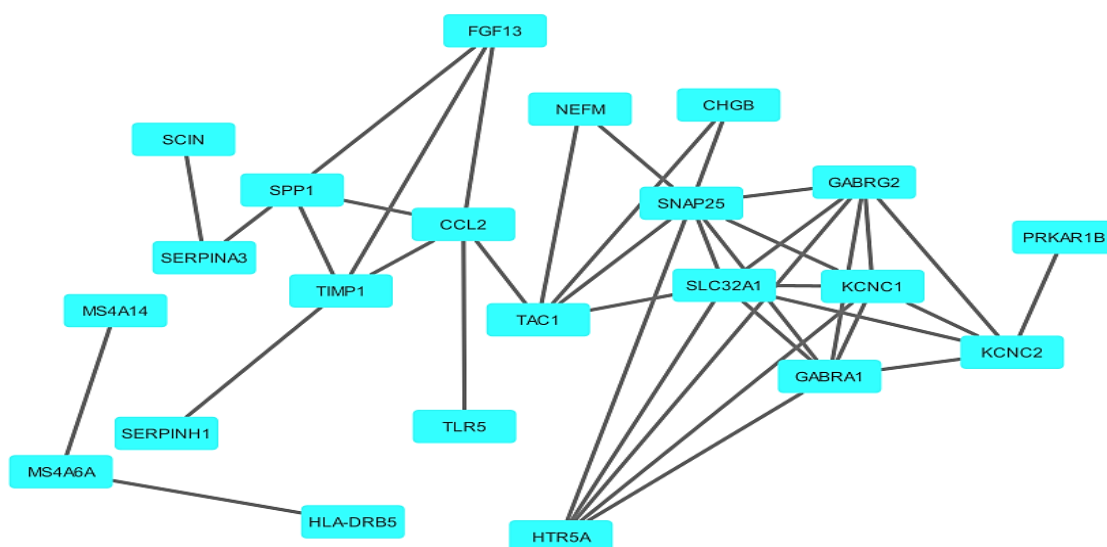 FGF13
NEFM
CHGB
SCIN
SPP1
GABRG2
SNAP25
CCL2
PRKAR1B
SERPINA3
TIMP1
SLC32A1
KCNC1
MS4A14
TAC1
KCNC2
GABRA1
SERPINH1
TLR5
MS4A6A
HLA-DRB5
HTR5A